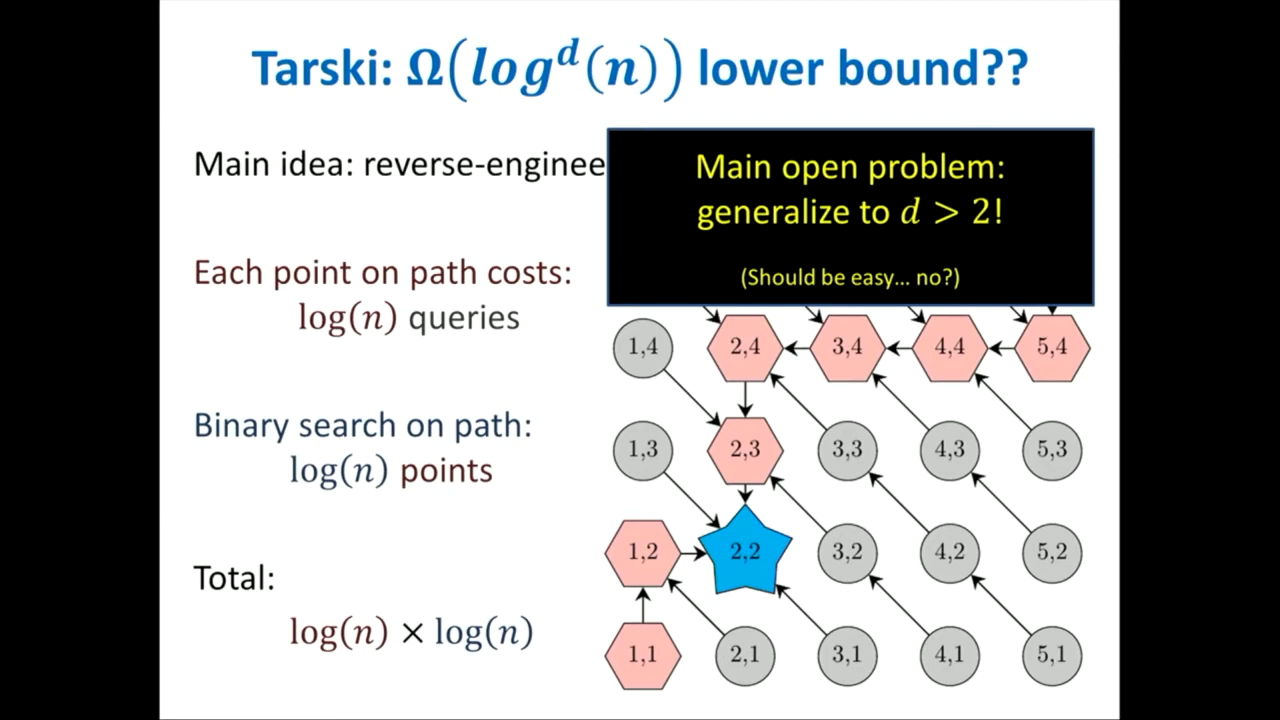 Tarski: Ω(log^d(n)) lower bound??
Main idea: reverse-enginee
Main open problem:
generalize to d > 2!
(Should be easy... no?)
Each point on path costs:
log(n) queries
Binary search on path:
log(n) points
Total:
log(n) × log(n)
1,4 2,4 3,4 4,4 5,4
1,3 2,3 3,3 4,3 5,3
1,2 2,2 3,2 4,2 5,2
1,1 2,1 3,1 4,1 5,1